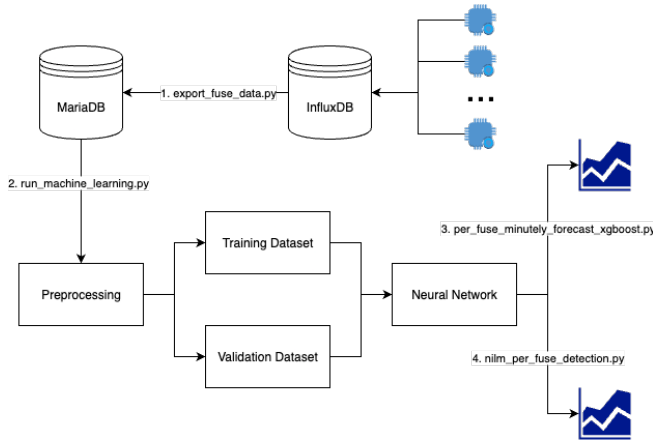 MariaDB
1. export_fuse_data.py
InfluxDB
...
2. run_machine_learning.py
3. per_fuse_minutely_forecast_xgboost.py
Training Dataset
Preprocessing
Neural Network
Validation Dataset
4. nilm_per_fuse_detection.py